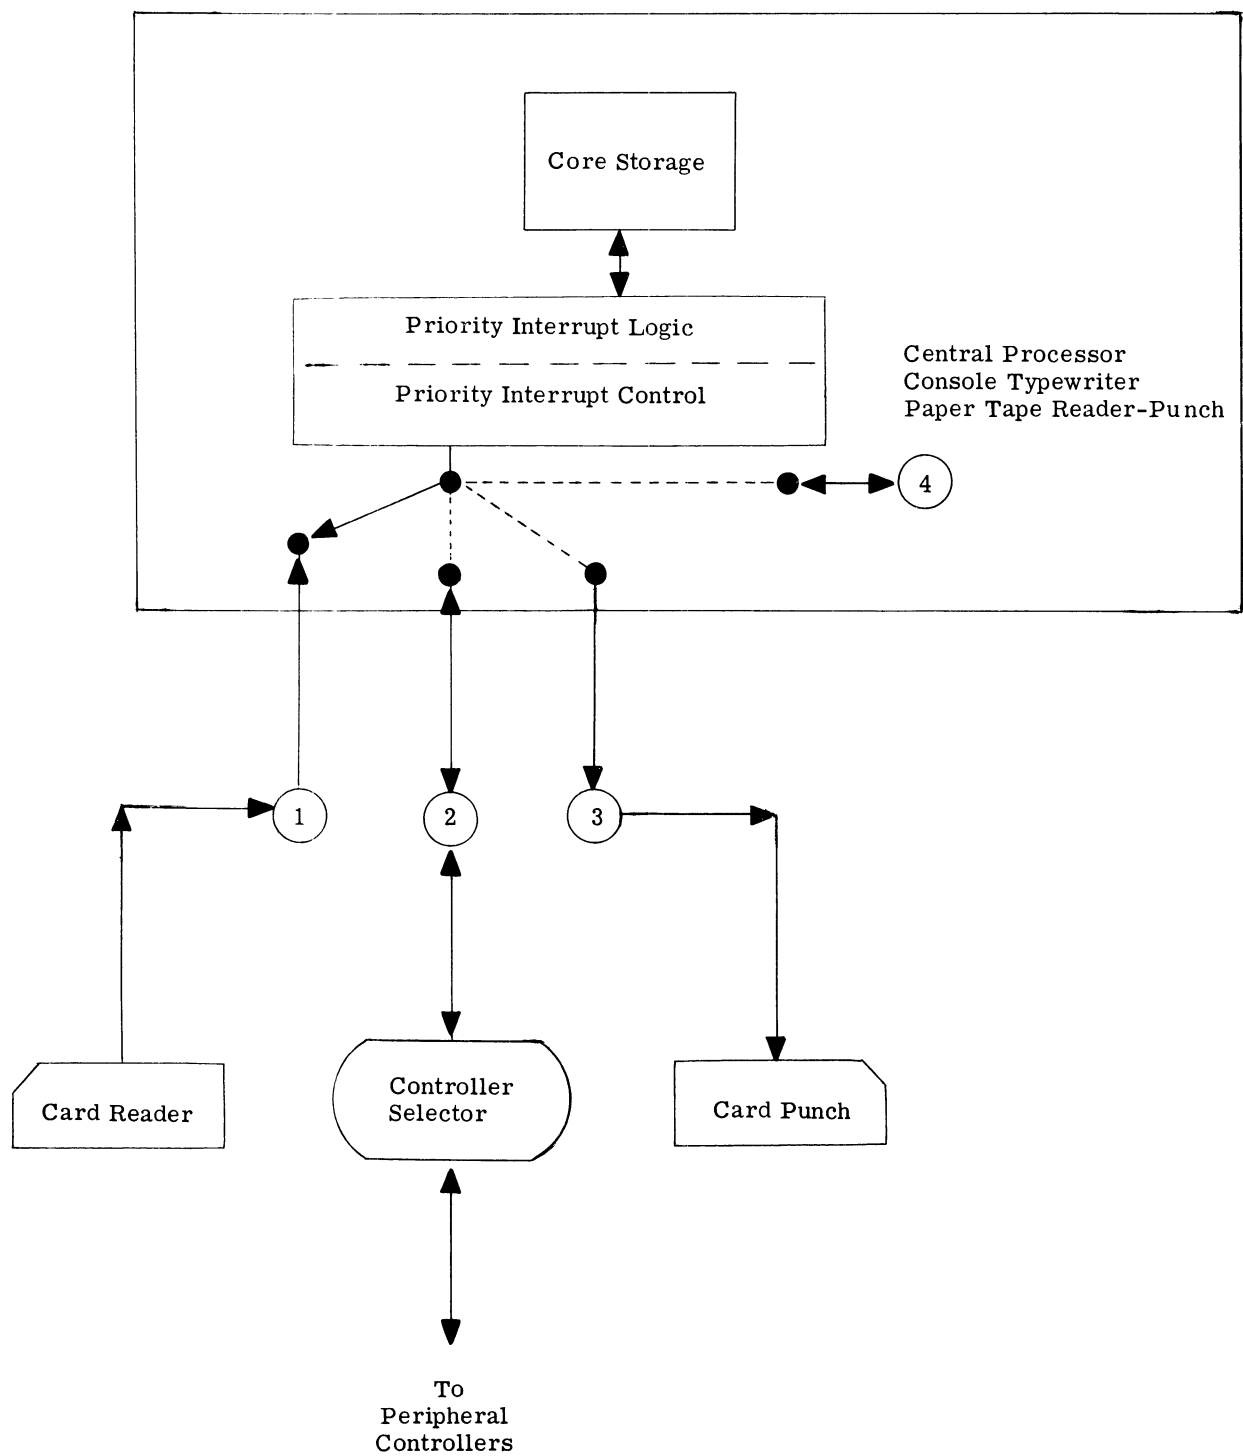 Core Storage
Priority Interrupt Logic
Priority Interrupt Control
Central Processor
Console Typewriter
Paper Tape Reader-Punch
4
1
2
3
Card Reader
Controller
Selector
Card Punch
To
Peripheral
Controllers